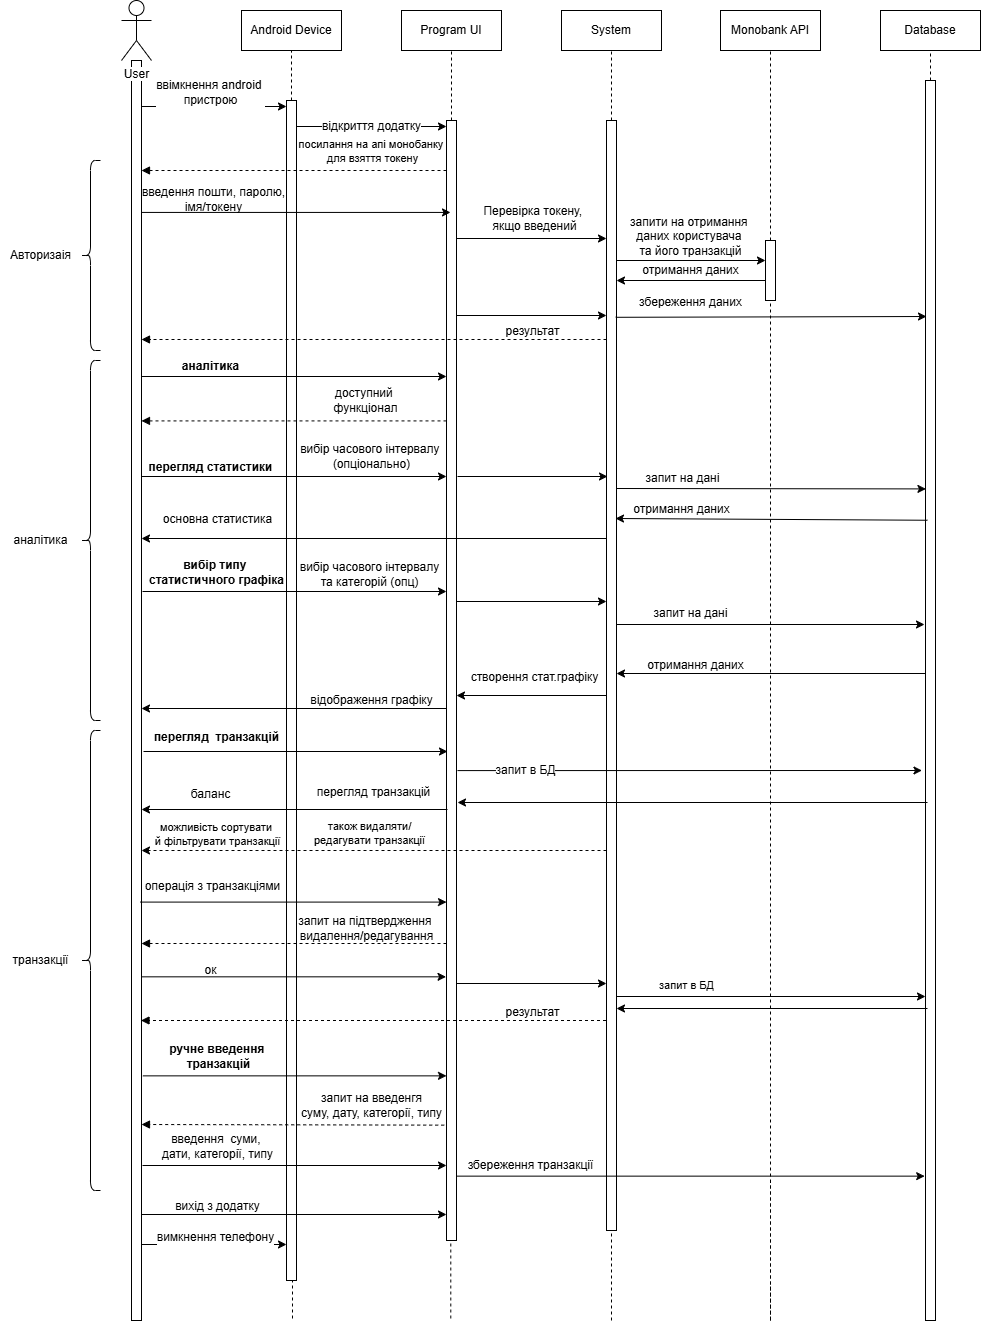 Android Device
Program UI
System
Monobank API
Database
User
ввімкнення android
пристрою
відкриття додатку
посилання на апі монобанку
для взяття токену
введення пошти, паролю,
імя/токену
Перевірка токену,
якщо введений
запити на отримання
даних користувача
та його транзакцій
Авторизаія
отримання даних
збереження даних
результат
аналітика
доступний
функціонал
вибір часового інтервалу
(опціонально)
перегляд статистики
запит на дані
отримання даних
основна статистика
аналітика
вибір типу
статистичного графіка
вибір часового інтервалу
та категорій (опц)
запит на дані
отримання даних
створення стат.графіку
відображення графіку
перегляд транзакцій
запит в БД
баланс
перегляд транзакцій
можливість сортувати
й фільтрувати транзакції
також видаляти/
редагувати транзакції
операція з транзакціями
запит на підтвердження
видалення/редагування
транзакції
ок
запит в БД
результат
ручне введення
транзакцій
запит на введенгя
суму, дату, категорії, типу
введення суми,
дати, категорії, типу
збереження транзакції
вихід з додатку
вимкнення телефону